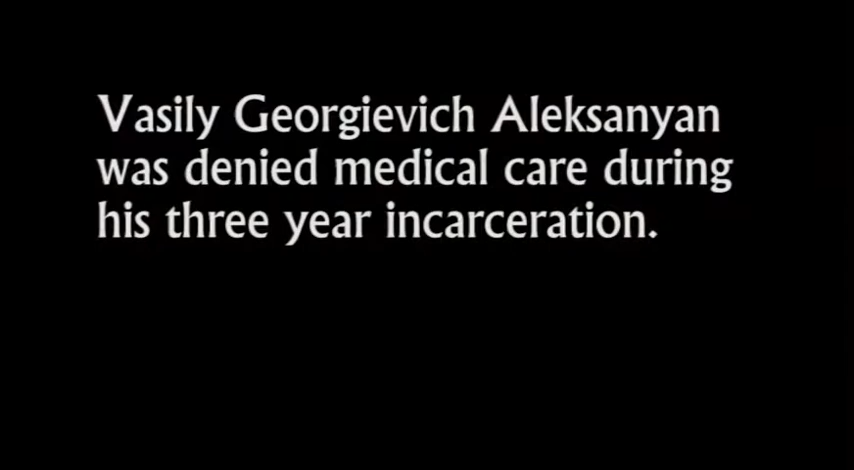 Vasily Georgievich Aleksanyan
was denied medical care during
his three year incarceration.